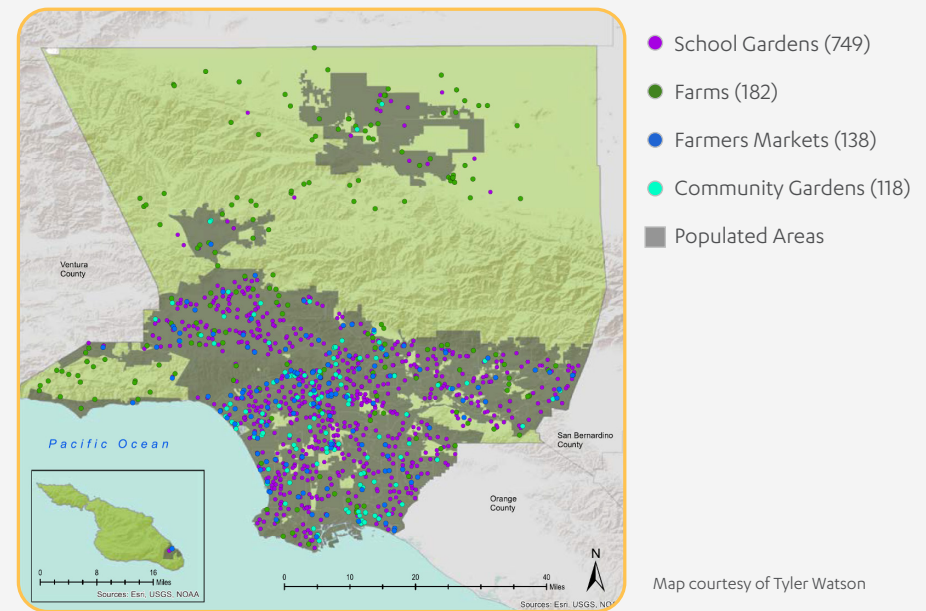 School Gardens (749)
Farms (182)
Farmers Markets (138)
Community Gardens (118)
Populated Areas
Ventura
County
Pacific Ocean
San Bernardino
County
Orange
County
N
0 8 16
Miles
Sources: Esri, USGS, NOAA
0 10 20 40
Miles
Sources: Esri, USGS, NO
Map courtesy of Tyler Watson